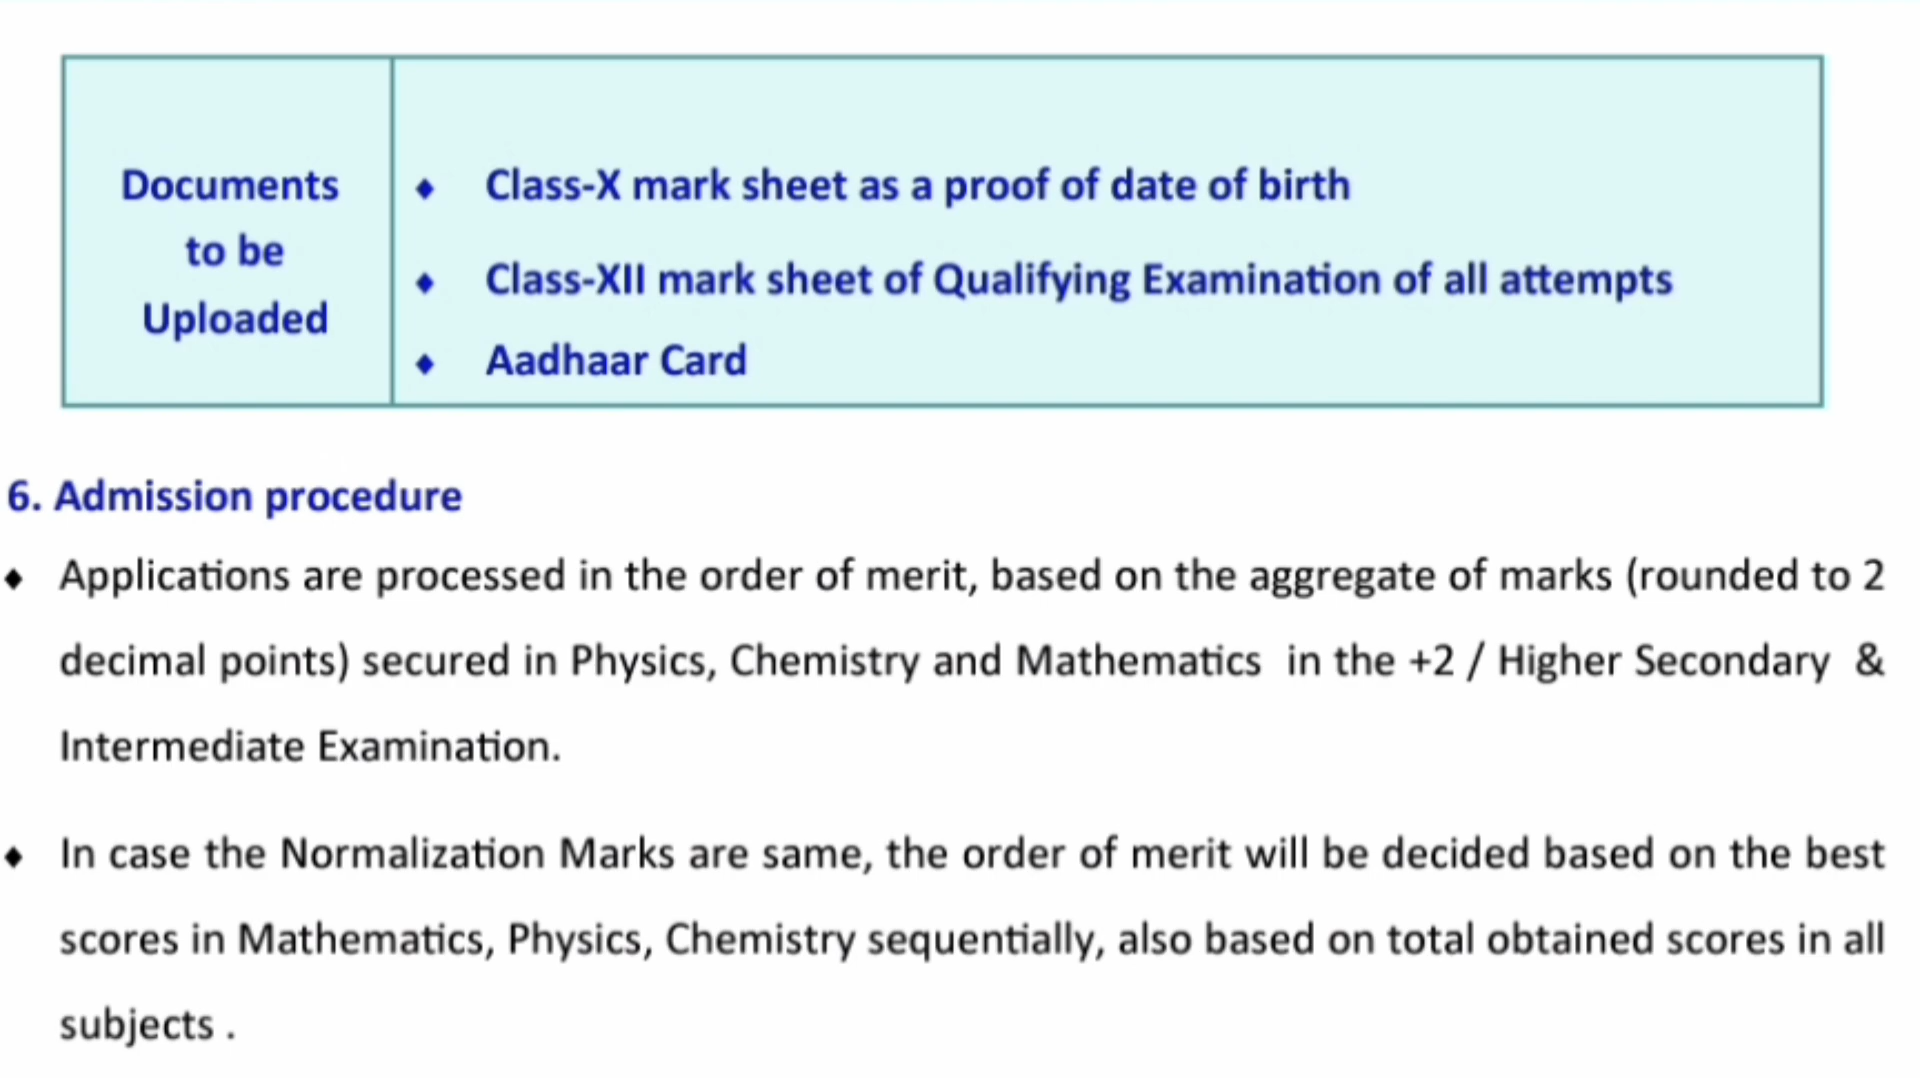 Documents
to be
Uploaded
♦ Class-X mark sheet as a proof of date of birth
♦ Class-XII mark sheet of Qualifying Examination of all attempts
♦ Aadhaar Card
6. Admission procedure
♦ Applications are processed in the order of merit, based on the aggregate of marks (rounded to 2
decimal points) secured in Physics, Chemistry and Mathematics in the +2 / Higher Secondary &
Intermediate Examination.
♦ In case the Normalization Marks are same, the order of merit will be decided based on the best
scores in Mathematics, Physics, Chemistry sequentially, also based on total obtained scores in all
subjects .